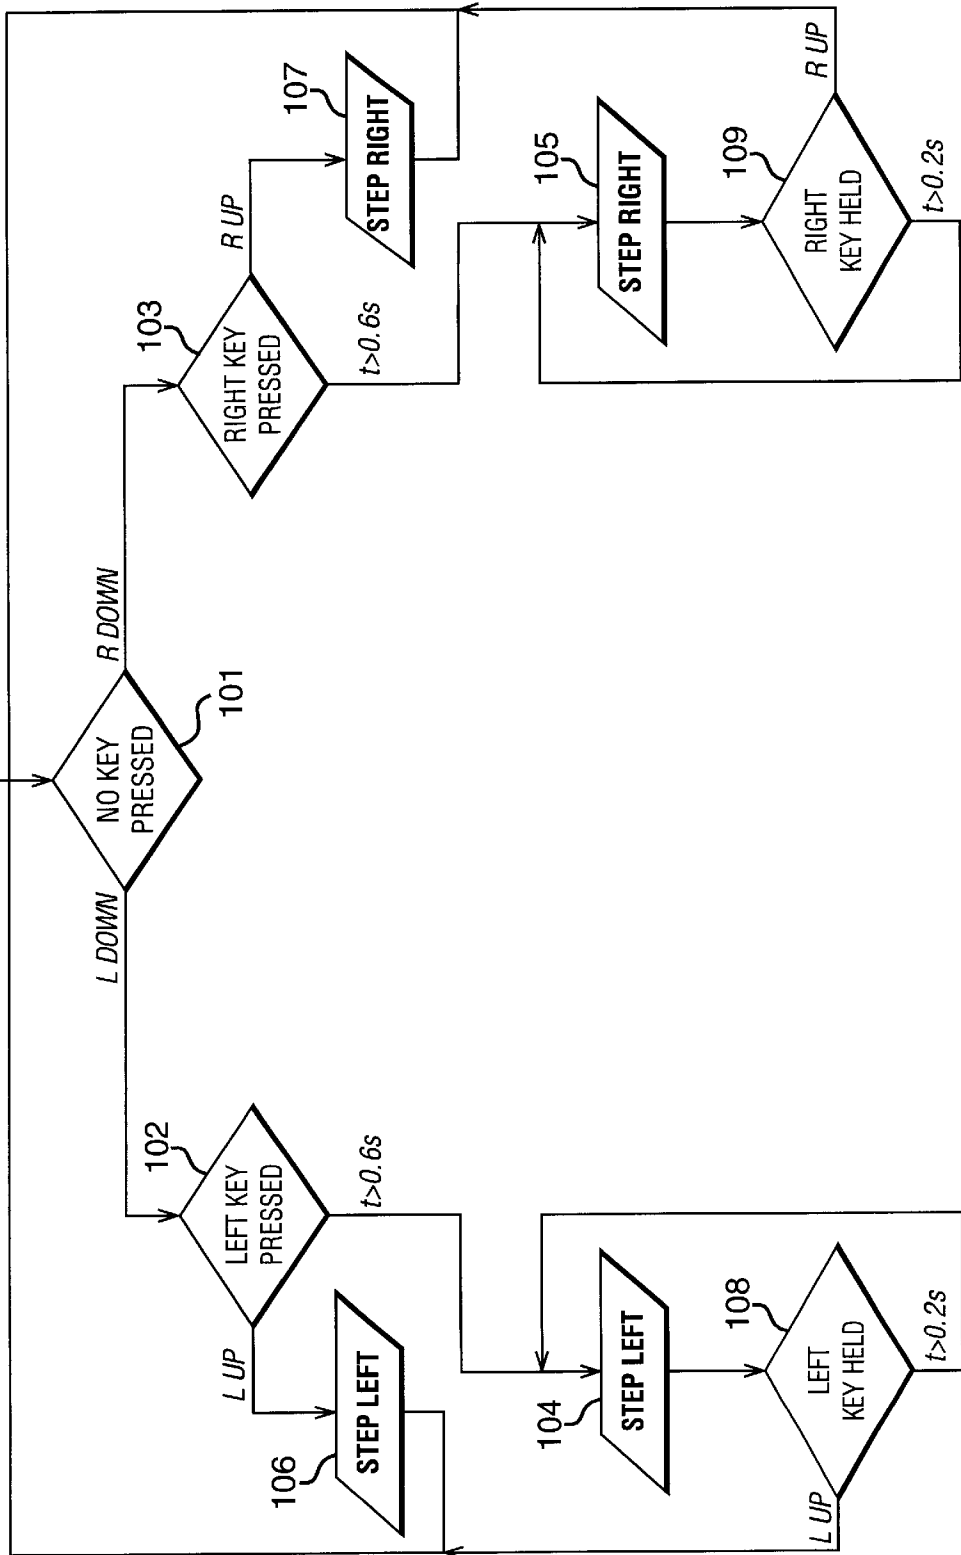 NO KEY
PRESSED
101
L DOWN
R DOWN
102
LEFT KEY
PRESSED
103
RIGHT KEY
PRESSED
L UP
t>0.6s
t>0.6s
R UP
106
STEP LEFT
107
STEP RIGHT
104
STEP LEFT
105
STEP RIGHT
108
LEFT
KEY HELD
109
RIGHT
KEY HELD
L UP
t>0.2s
t>0.2s
R UP